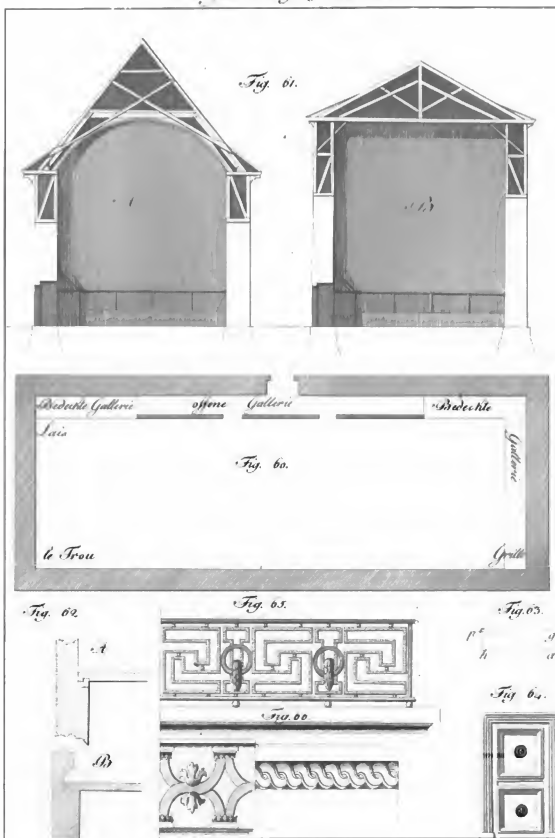 Fig. 61.
A
B
Bedeckte Gallerie offene Gallerie Bedeckte
Lais
Gallerie
Fig. 60.
le Trou
Grille
Fig. 62.
Fig. 65.
Fig. 63.
A
p g
h a
Fig. 66.
Fig. 64.
B